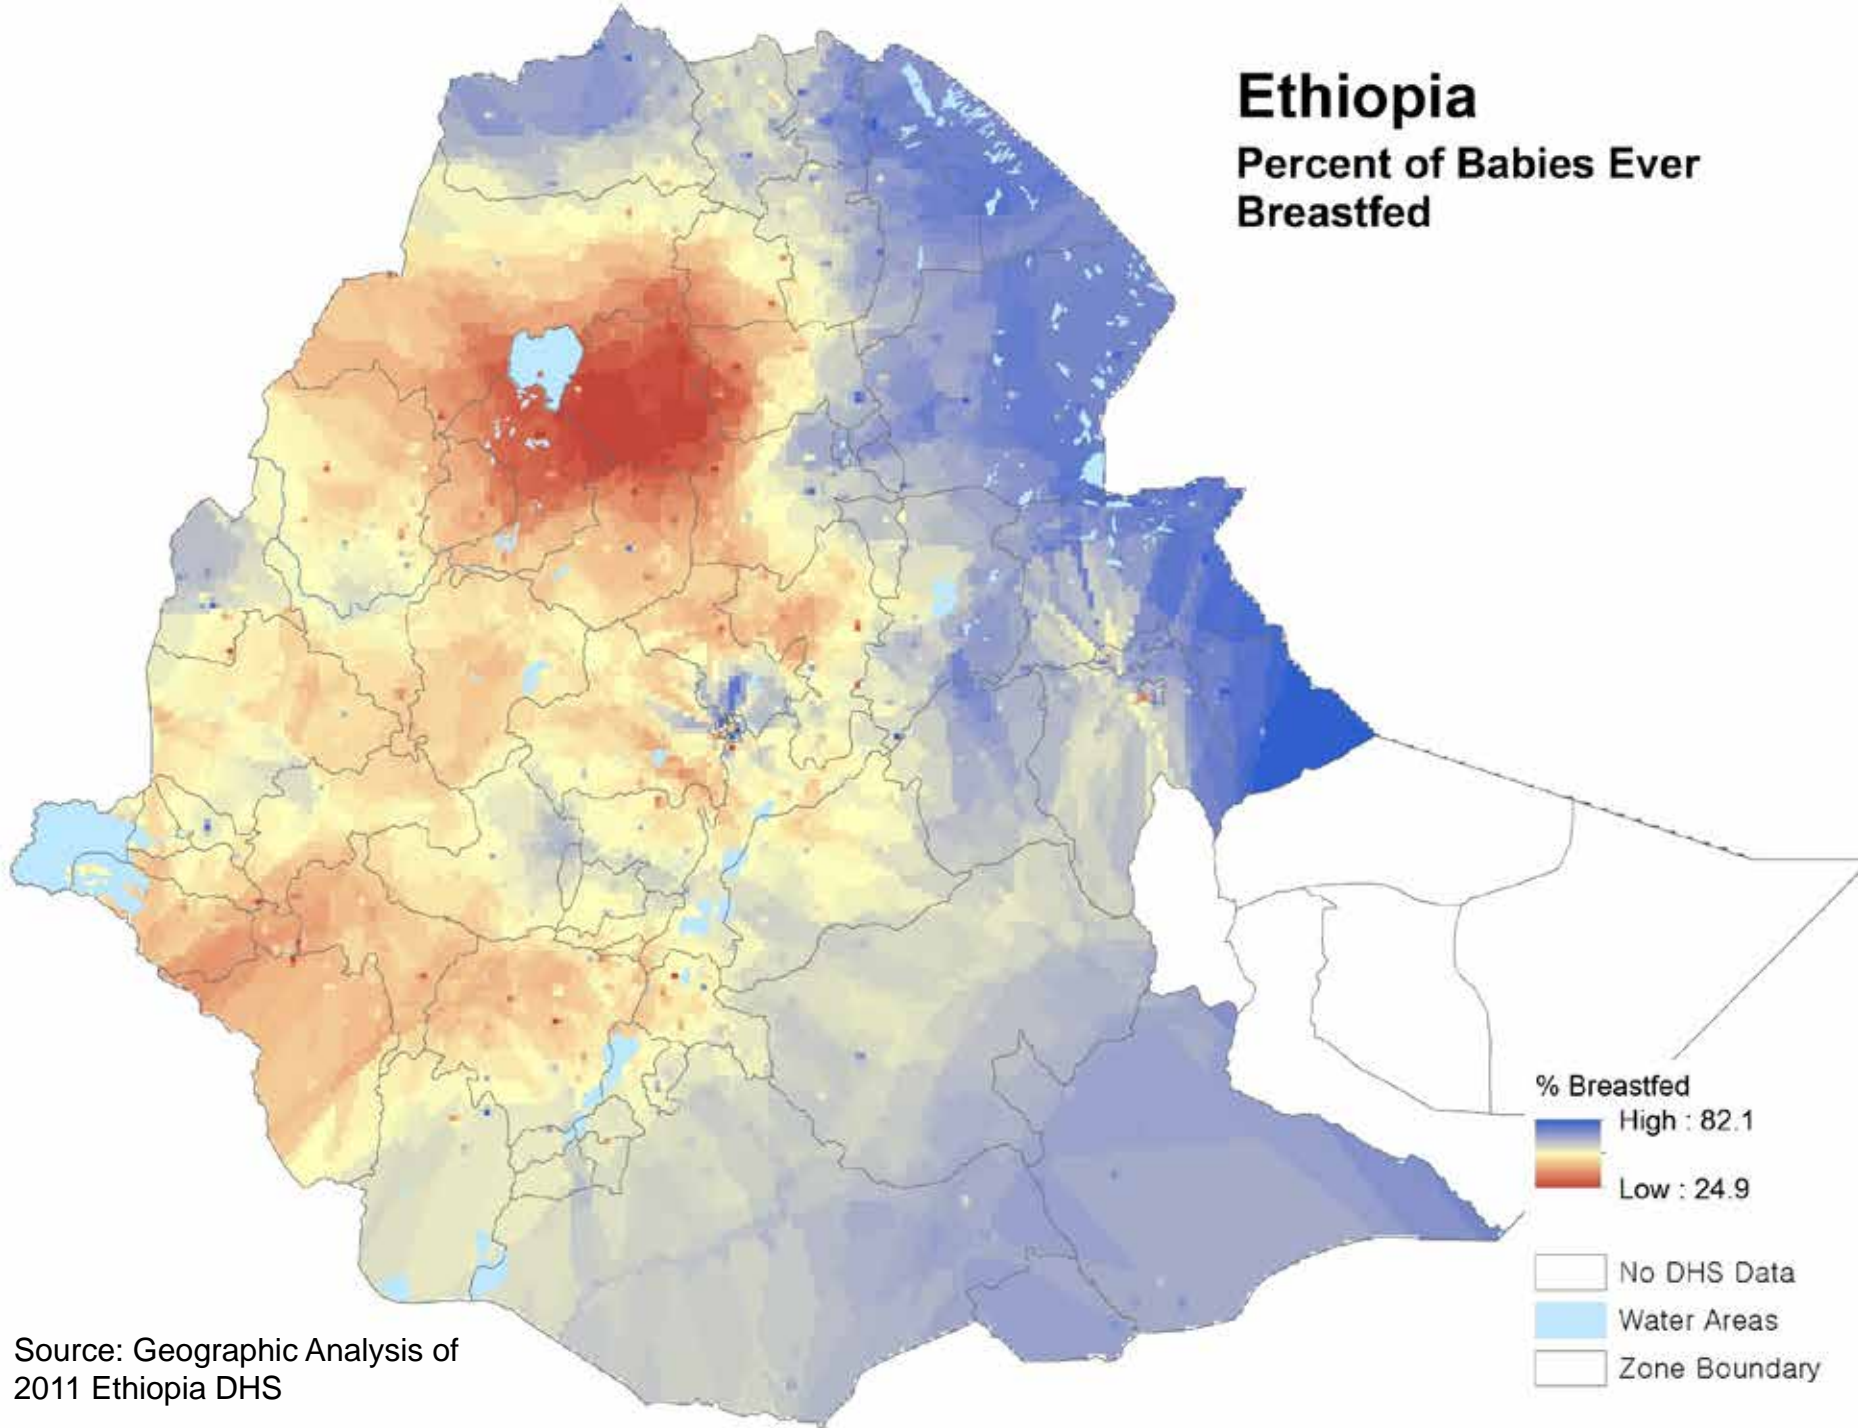 Ethiopia
Percent of Babies Ever
Breastfed
% Breastfed
High : 82.1
Low : 24.9
No DHS Data
Water Areas
Zone Boundary
Source: Geographic Analysis of
2011 Ethiopia DHS